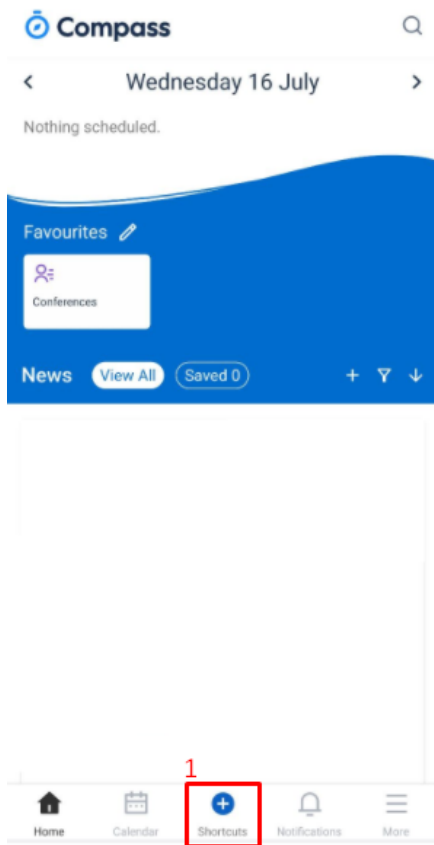 Compass
Wednesday 16 July
Nothing scheduled.
Favourites
Conferences
News View All Saved 0
1
Home Calendar Shortcuts Notifications More